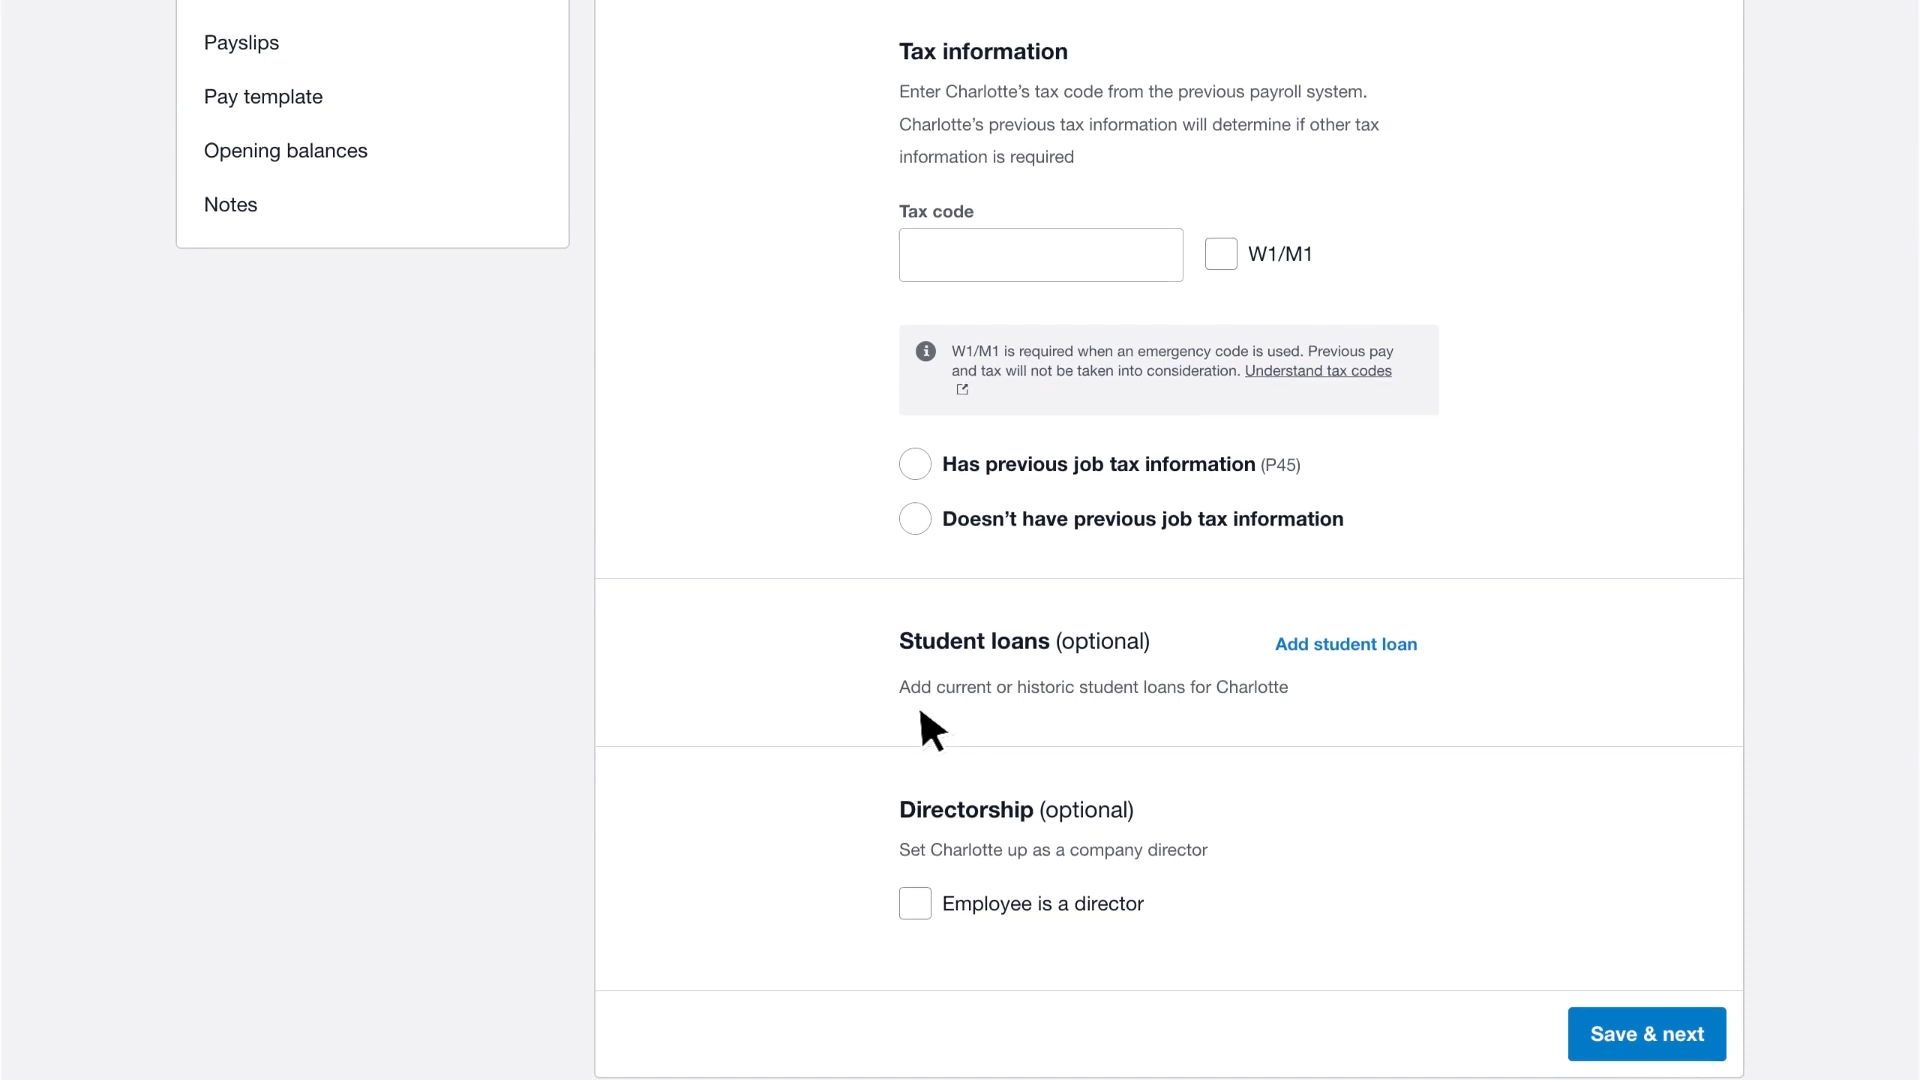 Payslips
Pay template
Opening balances
Notes
Tax information
Enter Charlotte’s tax code from the previous payroll system.
Charlotte’s previous tax information will determine if other tax
information is required
Tax code
W1/M1
W1/M1 is required when an emergency code is used. Previous pay
and tax will not be taken into consideration. Understand tax codes
Has previous job tax information (P45)
Doesn’t have previous job tax information
Student loans (optional)
Add student loan
Add current or historic student loans for Charlotte
Directorship (optional)
Set Charlotte up as a company director
Employee is a director
Save & next